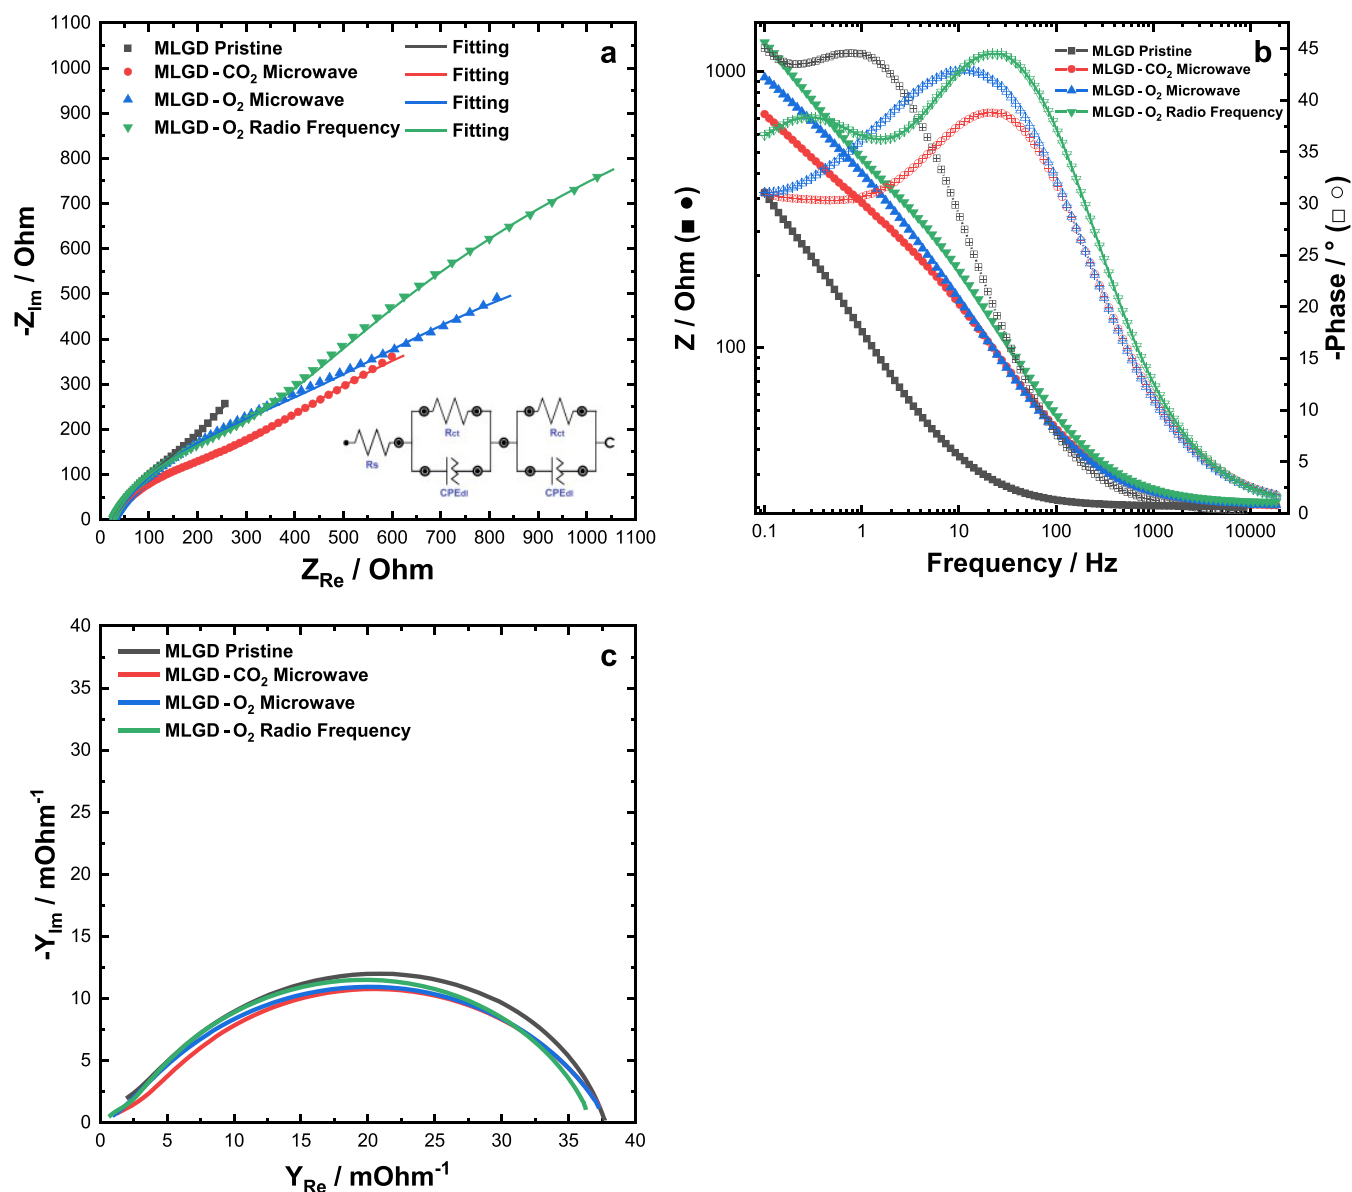 1100
1000
900
800
700
600
500
400
300
200
100
0
-Z_Im / Ohm
MLGD Pristine
MLGD - CO₂ Microwave
MLGD - O₂ Microwave
MLGD - O₂ Radio Frequency
Fitting
Fitting
Fitting
Fitting
a
Rs
Rct
CPEdl
Rct
CPEdl
0 100 200 300 400 500 600 700 800 900 1000 1100
Z_Re / Ohm
1000
100
Z / Ohm (■ ●)
MLGD Pristine
MLGD - CO₂ Microwave
MLGD - O₂ Microwave
MLGD - O₂ Radio Frequency
b
45
40
35
30
25
20
15
10
5
0
-Phase / ° (□ ○)
0.1 1 10 100 1000 10000
Frequency / Hz
40
35
30
25
20
15
10
5
0
-Y_Im / mOhm⁻¹
MLGD Pristine
MLGD - CO₂ Microwave
MLGD - O₂ Microwave
MLGD - O₂ Radio Frequency
c
0 5 10 15 20 25 30 35 40
Y_Re / mOhm⁻¹